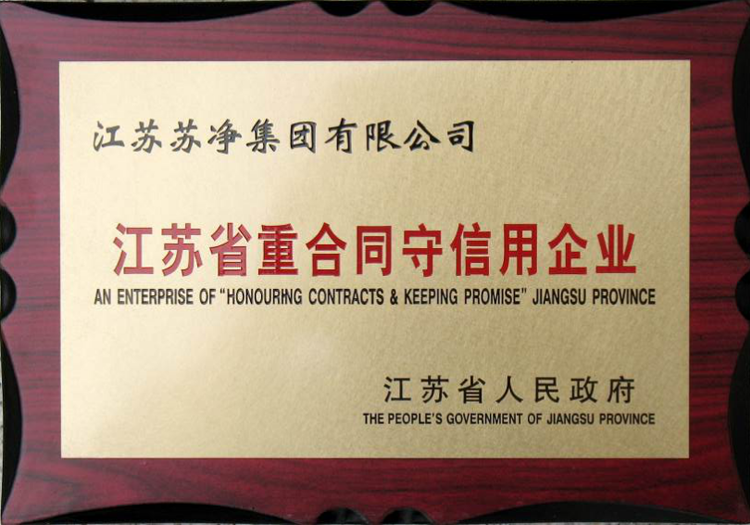 江苏苏净集团有限公司
江苏省重合同守信用企业
AN ENTERPRISE OF “HONOURING CONTRACTS & KEEPING PROMISE” JIANGSU PROVINCE
江苏省人民政府
THE PEOPLE'S GOVERNMENT OF JIANGSU PROVINCE